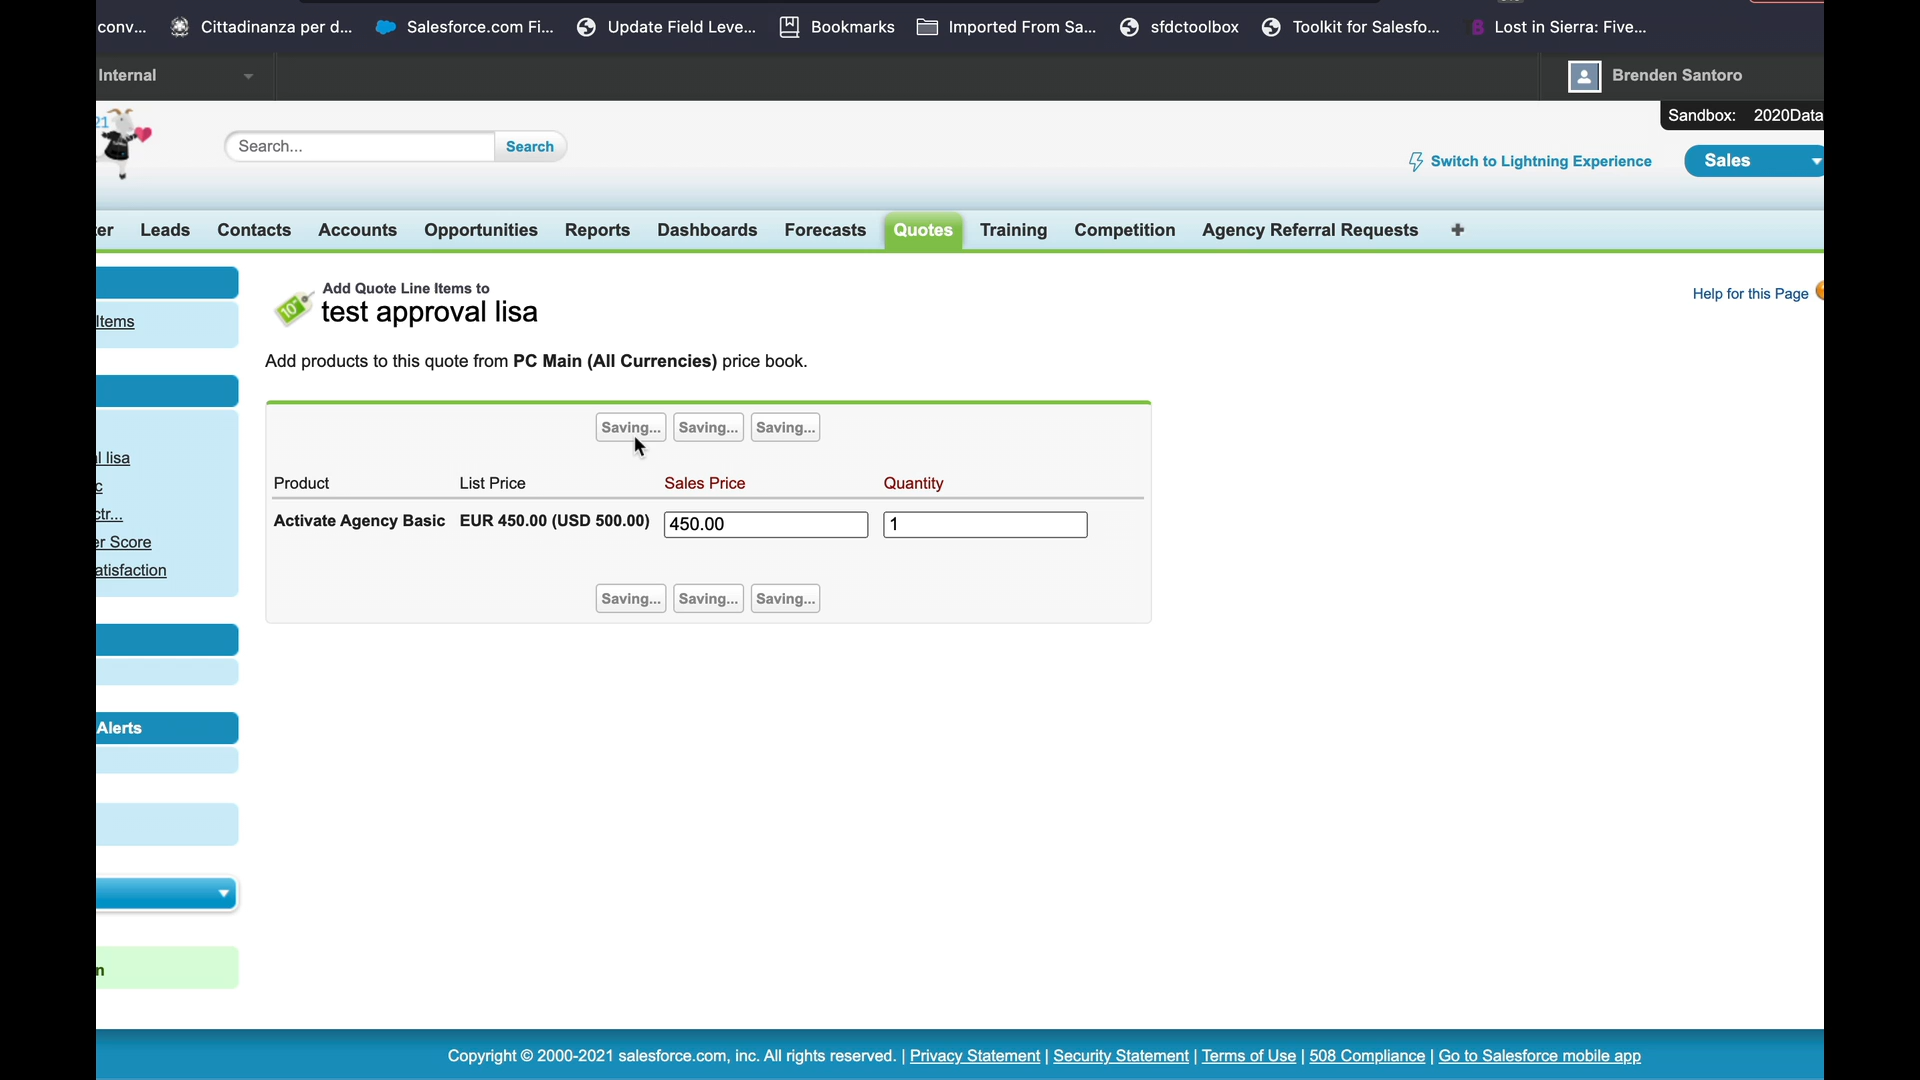 conv... Cittadinanza per d... Salesforce.com Fi... Update Field Leve... Bookmarks Imported From Sa... sfdctoolbox Toolkit for Salesfo... Lost in Sierra: Five...
Internal Brenden Santoro
Sandbox: 2020Data
21
Search... Search
Switch to Lightning Experience Sales
er Leads Contacts Accounts Opportunities Reports Dashboards Forecasts Quotes Training Competition Agency Referral Requests +
Add Quote Line Items to
test approval lisa
Help for this Page
Items
Add products to this quote from PC Main (All Currencies) price book.
Saving... Saving... Saving...
l lisa
c
Product List Price Sales Price Quantity
ctr...
Activate Agency Basic EUR 450.00 (USD 500.00) 450.00 1
er Score
atisfaction
Saving... Saving... Saving...
Alerts
n
Copyright © 2000-2021 salesforce.com, inc. All rights reserved. | Privacy Statement | Security Statement | Terms of Use | 508 Compliance | Go to Salesforce mobile app